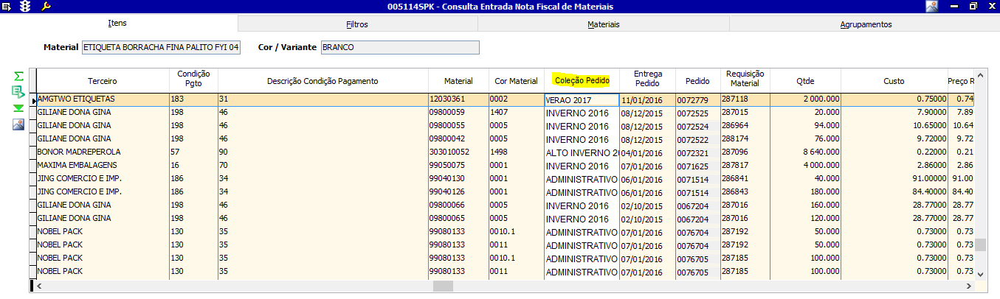 005114SPK - Consulta Entrada Nota Fiscal de Materiais
Itens Filtros Materiais Agrupamentos
Material ETIQUETA BORRACHA FINA PALITO FYI 04 Cor / Variante BRANCO
Terceiro Condição Pgto Descrição Condição Pagamento Material Cor Material Coleção Pedido Entrega Pedido Pedido Requisição Material Qtde Custo Preço R
AMGTWO ETIQUETAS 183 31 12030361 0002 VERAO 2017 11/01/2016 0072779 287118 2 000.000 0.75000 0.74
GILIANE DONA GINA 198 46 09800059 1407 INVERNO 2016 08/12/2015 0072525 287015 20.000 7.90000 7.89
GILIANE DONA GINA 198 46 09800055 0005 INVERNO 2016 08/12/2015 0072524 286964 94.000 10.65000 10.64
GILIANE DONA GINA 198 46 09800042 0005 INVERNO 2016 08/12/2015 0072522 288174 76.000 9.72000 9.72
BONOR MADREPEROLA 57 90 303010052 1498 ALTO INVERNO 2 04/01/2016 0072321 287096 8 640.000 0.22000 0.21
MAXIMA EMBALAGENS 16 70 99050075 0001 INVERNO 2016 07/01/2016 0071625 287817 4 000.000 2.86000 2.86
JING COMERCIO E IMP. 186 34 99040130 0001 ADMINISTRATIVO 06/01/2016 0071514 286841 40.000 91.00000 91.00
JING COMERCIO E IMP. 186 34 99040126 0001 ADMINISTRATIVO 06/01/2016 0071514 286843 180.000 84.40000 84.40
GILIANE DONA GINA 198 46 09800066 0005 INVERNO 2016 02/10/2015 0067204 287018 160.000 28.77000 28.77
GILIANE DONA GINA 198 46 09800065 0005 INVERNO 2016 02/10/2015 0067204 287016 120.000 28.77000 28.77
NOBEL PACK 130 35 99080133 0010.1 ADMINISTRATIVO 07/01/2016 0076704 287192 50.000 0.73000 0.73
NOBEL PACK 130 35 99080133 0011 ADMINISTRATIVO 07/01/2016 0076704 287192 50.000 0.73000 0.73
NOBEL PACK 130 35 99080133 0010.1 ADMINISTRATIVO 07/01/2016 0076705 287185 100.000 0.73000 0.73
NOBEL PACK 130 35 99080133 0011 ADMINISTRATIVO 07/01/2016 0076705 287185 100.000 0.73000 0.73